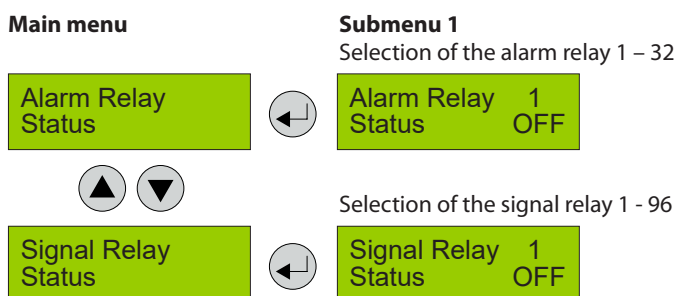 Main menu
Submenu 1
Selection of the alarm relay 1 – 32
Alarm Relay
Status
Alarm Relay 1
Status OFF
Selection of the signal relay 1 - 96
Signal Relay
Status
Signal Relay 1
Status OFF